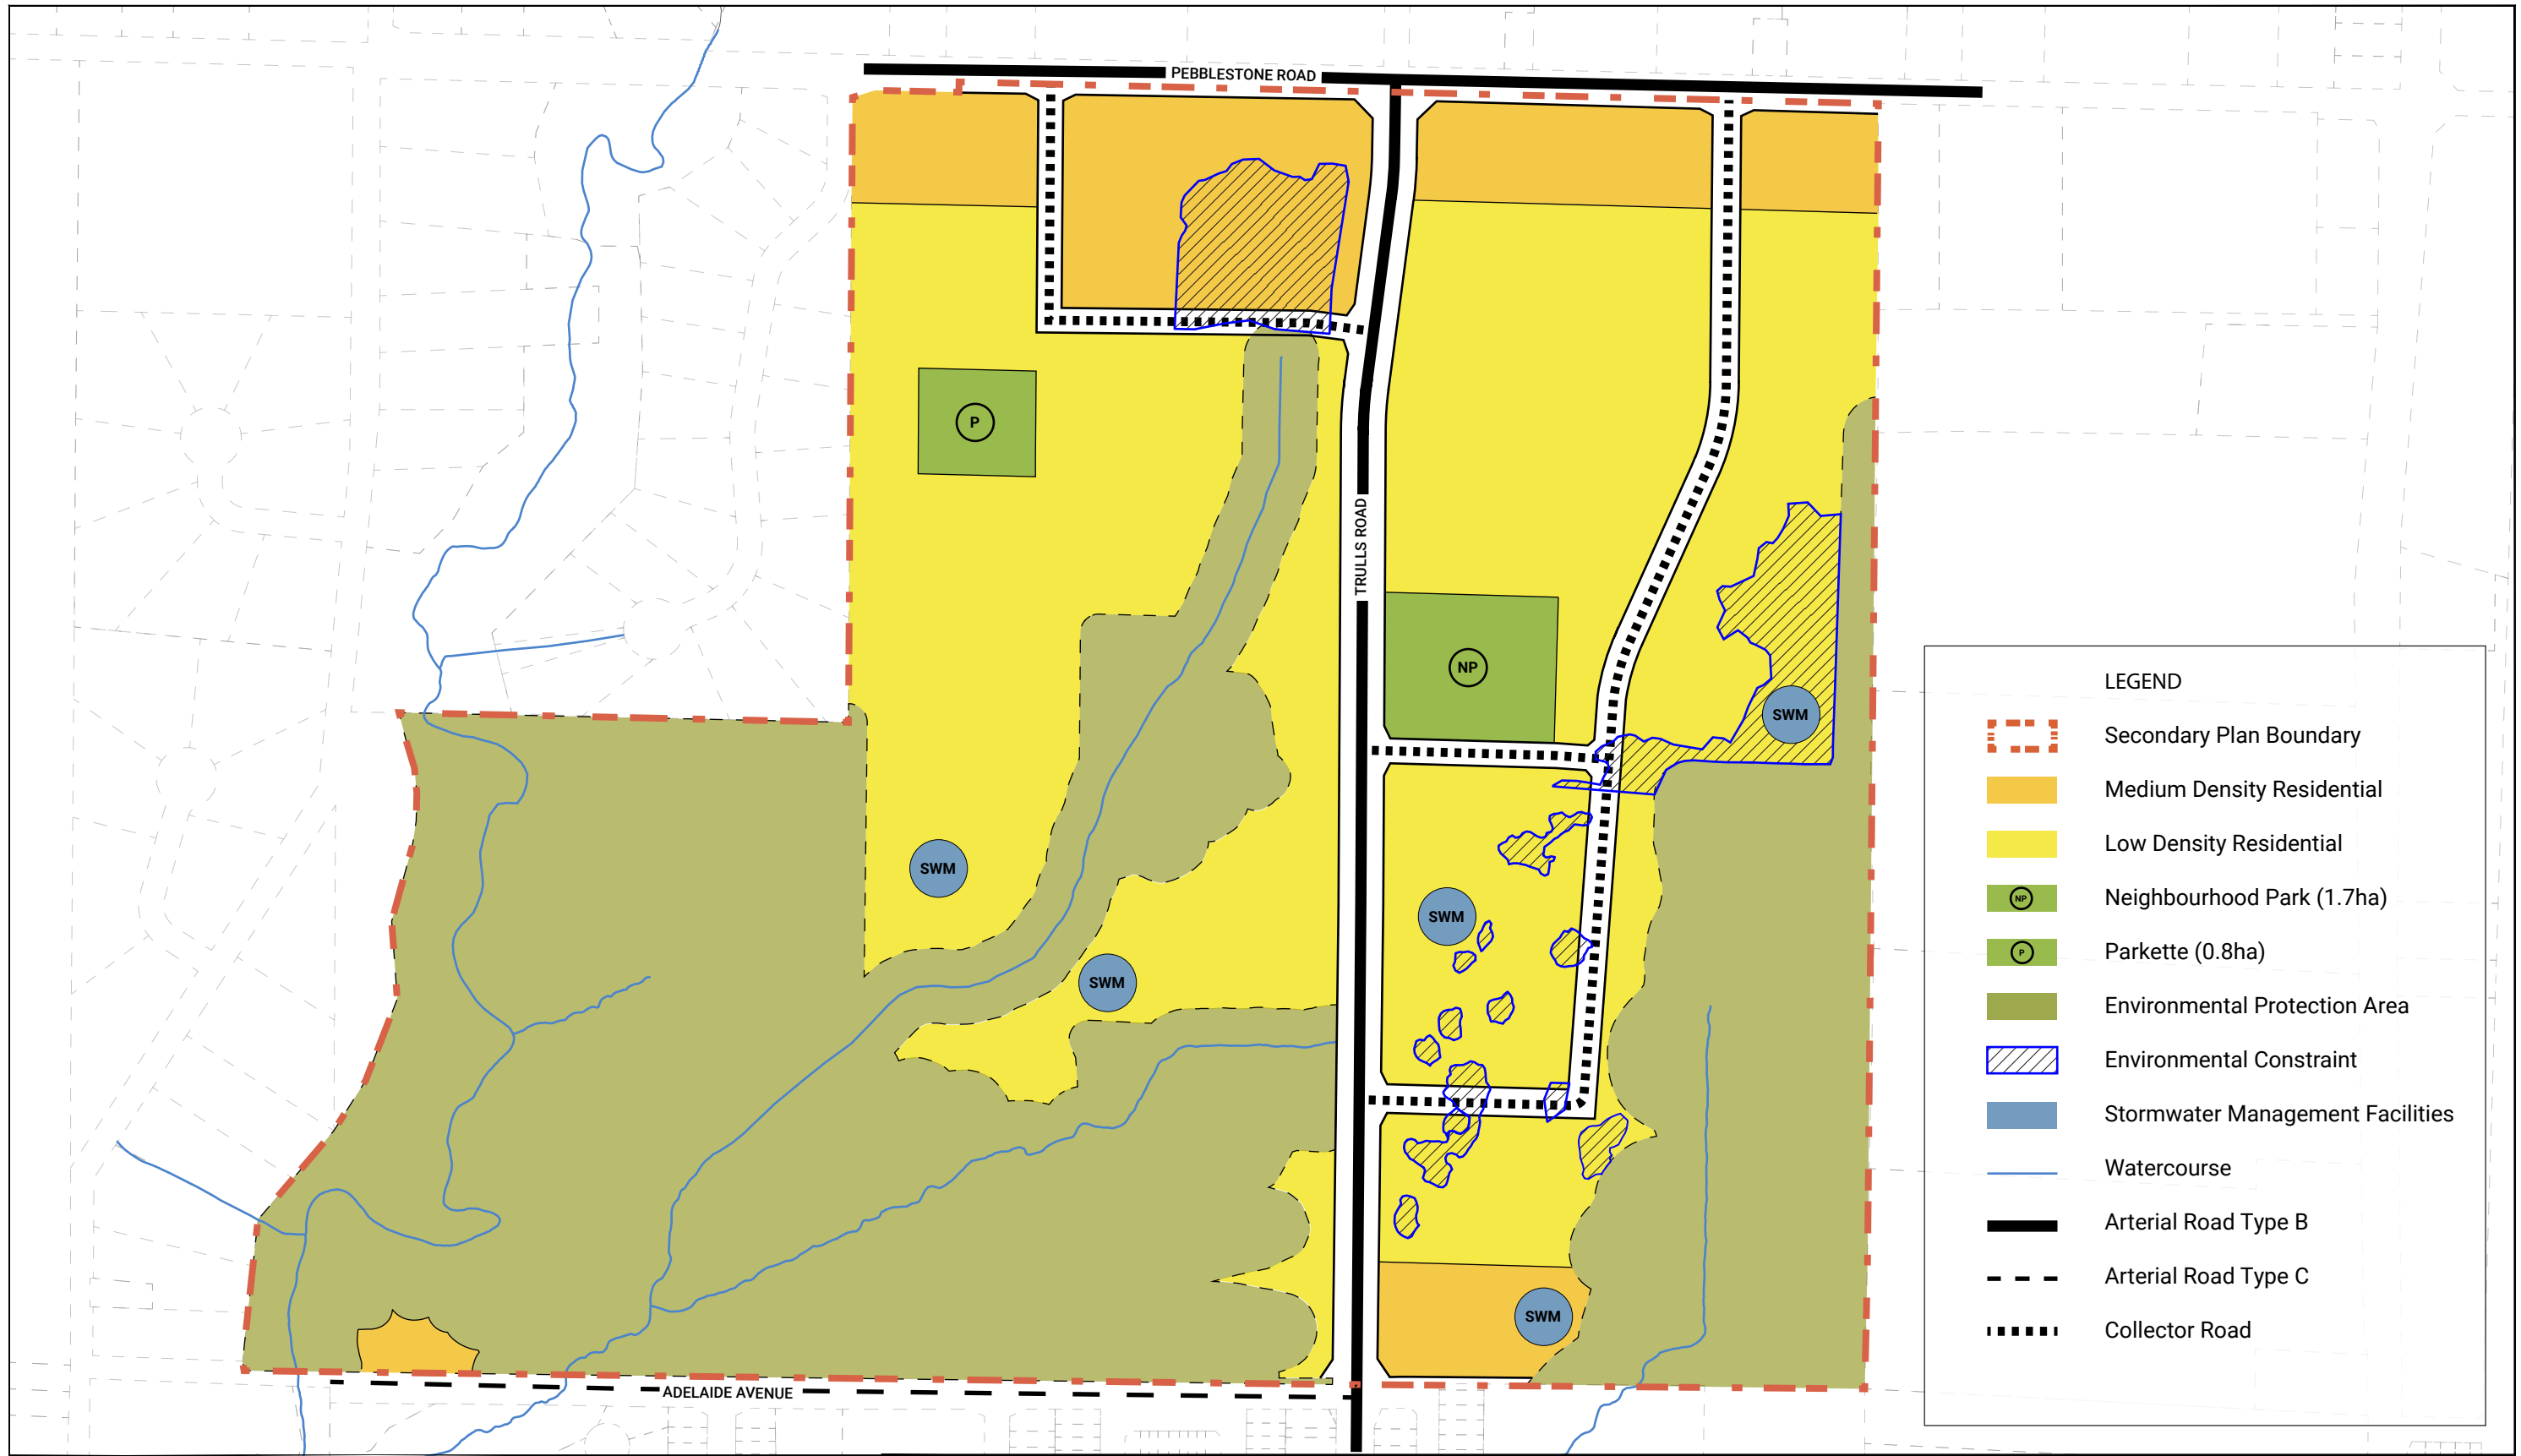 PEBBLESTONE ROAD
P
TRULLS ROAD
NP
SWM
SWM
SWM
SWM
SWM
ADELAIDE AVENUE
LEGEND
Secondary Plan Boundary
Medium Density Residential
Low Density Residential
NP Neighbourhood Park (1.7ha)
P Parkette (0.8ha)
Environmental Protection Area
Environmental Constraint
Stormwater Management Facilities
Watercourse
Arterial Road Type B
Arterial Road Type C
Collector Road